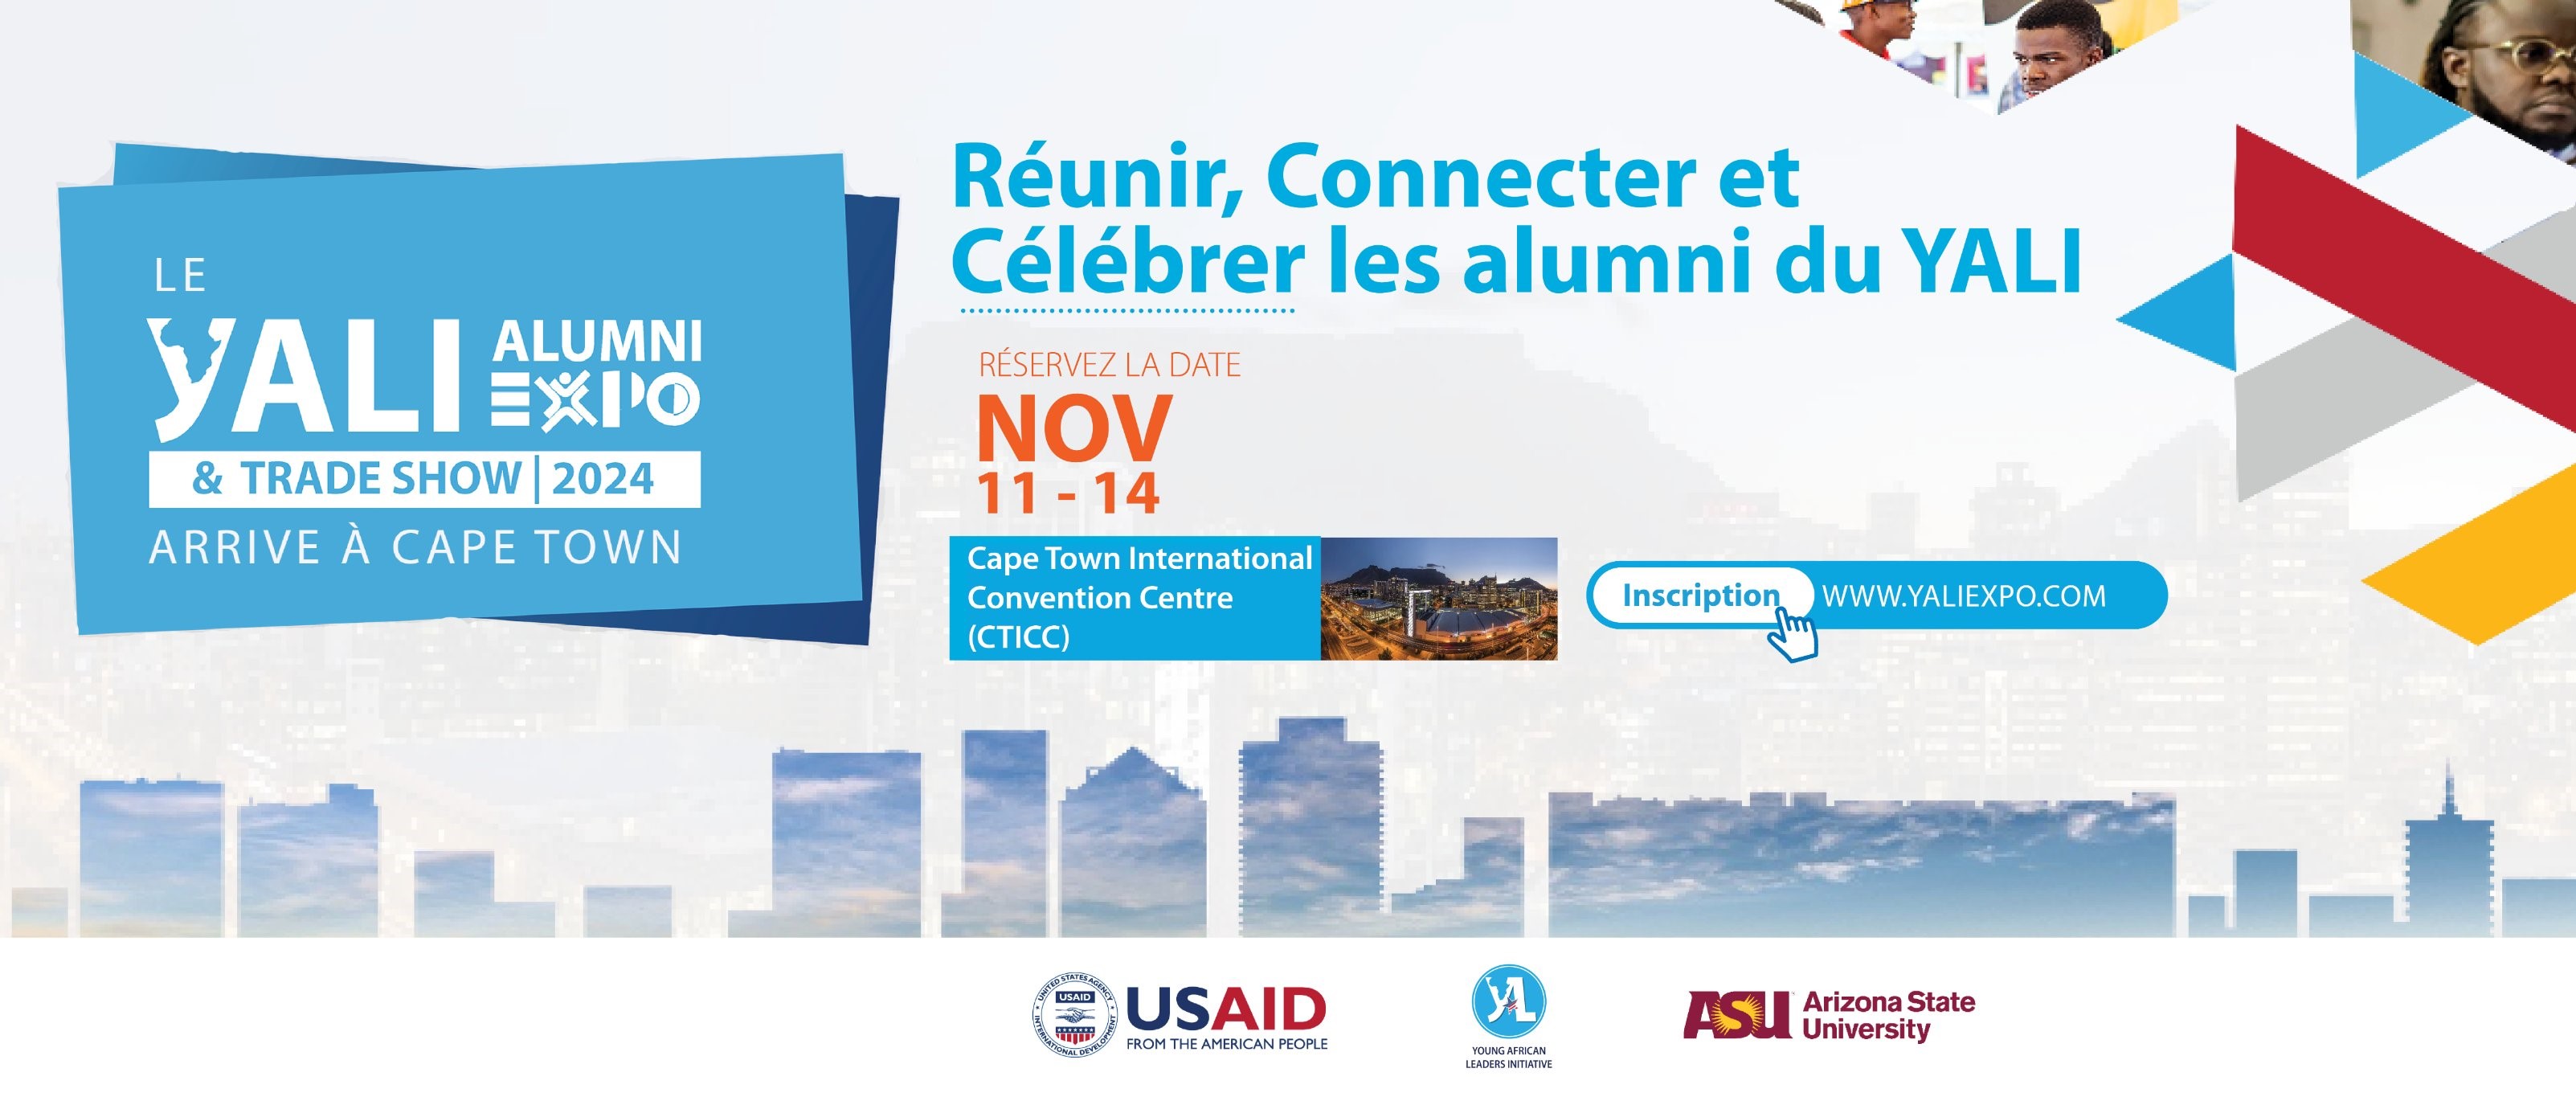 LE
YALI ALUMNI
EXPO
& TRADE SHOW | 2024
ARRIVE À CAPE TOWN
Réunir, Connecter et
Célébrer les alumni du YALI
RÉSERVEZ LA DATE
NOV
11 - 14
Cape Town International
Convention Centre
(CTICC)
Inscription WWW.YALIEXPO.COM
UNITED STATES AGENCY
USAID
INTERNATIONAL DEVELOPMENT
USAID
FROM THE AMERICAN PEOPLE
YALI
YOUNG AFRICAN
LEADERS INITIATIVE
ASU Arizona State
University